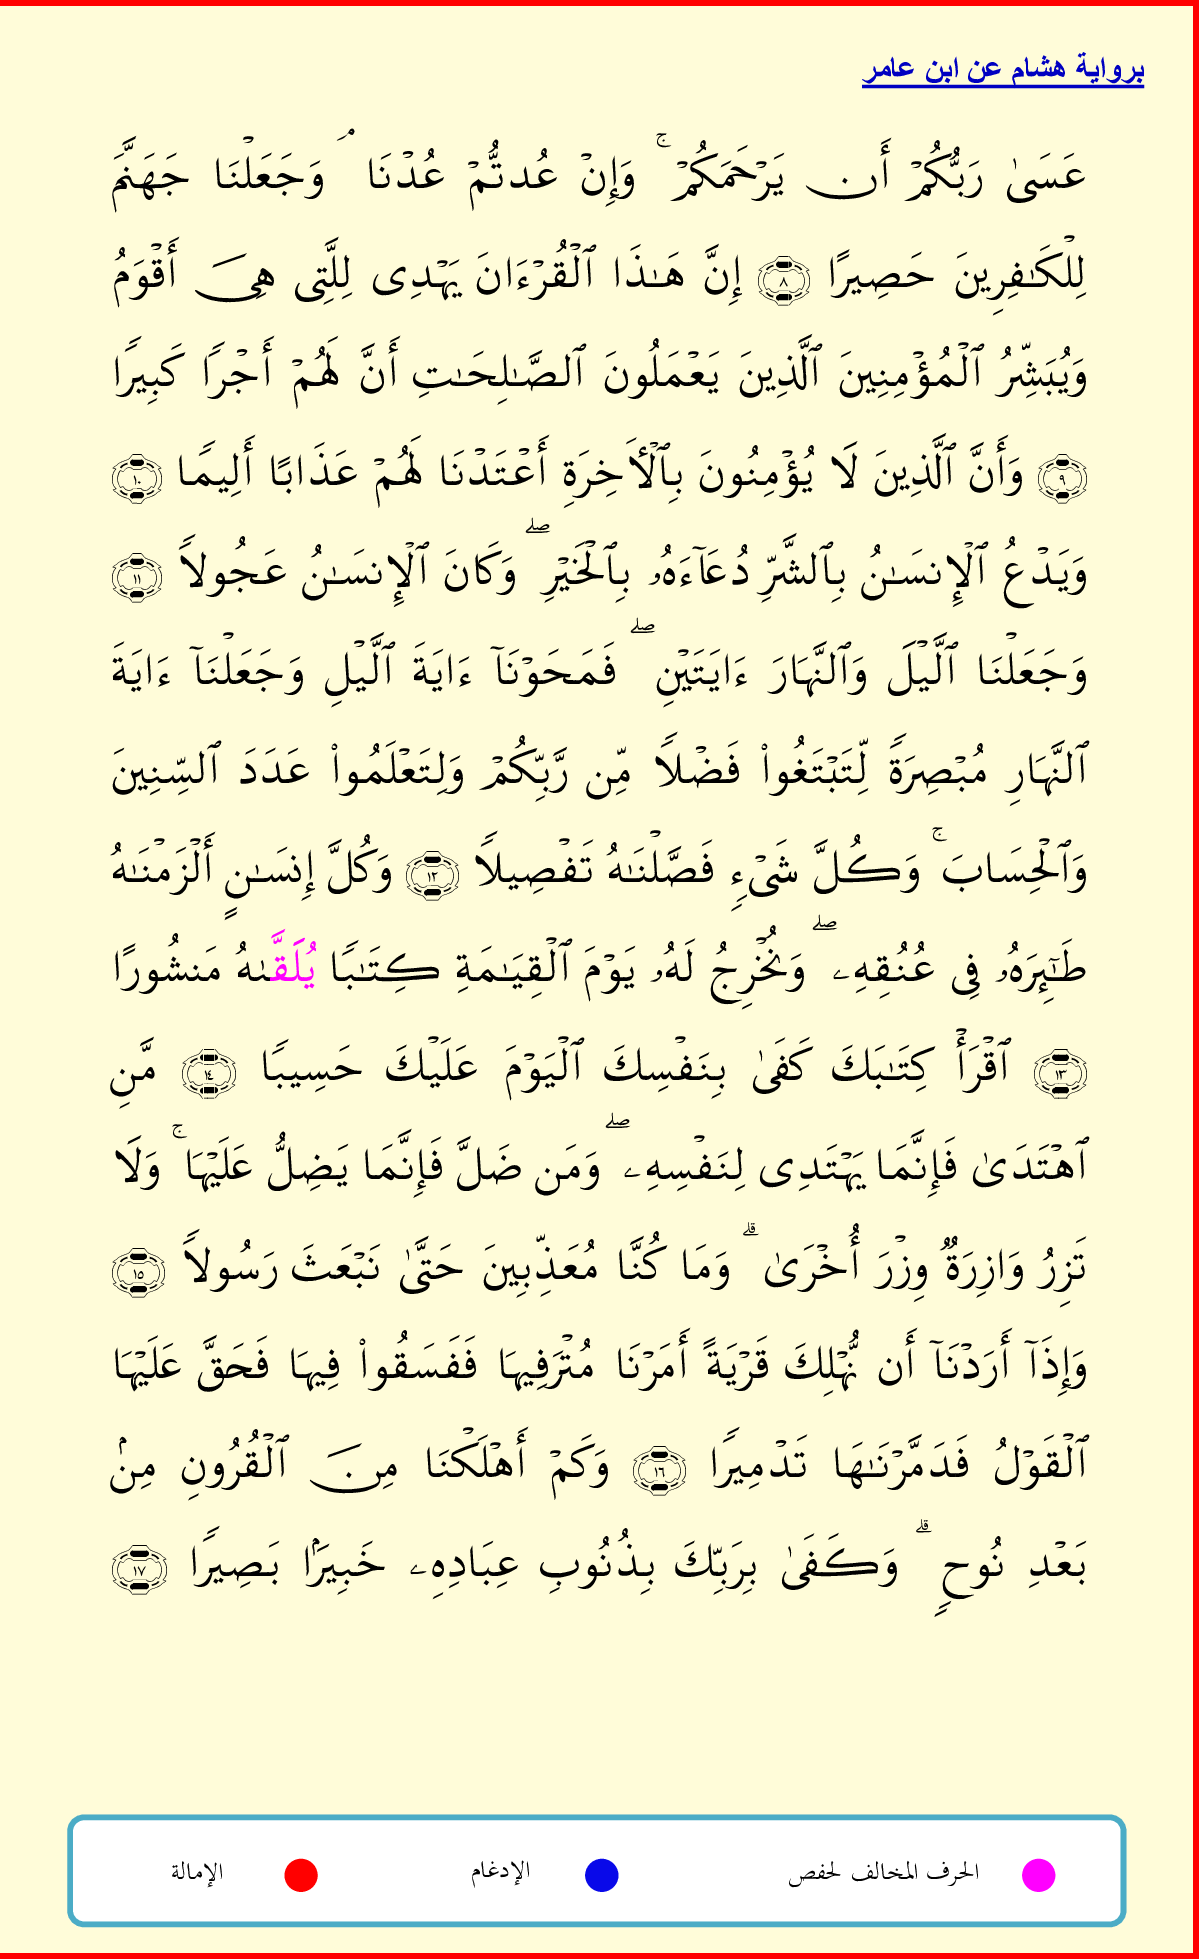 برواية هشام عن ابن عامر
عَسَىٰ رَبُّكُمۡ أَن يَرۡحَمَكُمۡۚ وَإِنۡ عُدتُّمۡ عُدۡنَاۘ وَجَعَلۡنَا جَهَنَّمَ
لِلۡكَٰفِرِينَ حَصِيرًا ٨ إِنَّ هَٰذَا ٱلۡقُرۡءَانَ يَهۡدِي لِلَّتِي هِيَ أَقۡوَمُ
وَيُبَشِّرُ ٱلۡمُؤۡمِنِينَ ٱلَّذِينَ يَعۡمَلُونَ ٱلصَّٰلِحَٰتِ أَنَّ لَهُمۡ أَجۡرٗا كَبِيرٗا
٩ وَأَنَّ ٱلَّذِينَ لَا يُؤۡمِنُونَ بِٱلۡأٓخِرَةِ أَعۡتَدۡنَا لَهُمۡ عَذَابًا أَلِيمٗا ١٠
وَيَدۡعُ ٱلۡإِنسَٰنُ بِٱلشَّرِّ دُعَآءَهُۥ بِٱلۡخَيۡرِۖ وَكَانَ ٱلۡإِنسَٰنُ عَجُولٗا ١١
وَجَعَلۡنَا ٱلَّيۡلَ وَٱلنَّهَارَ ءَايَتَيۡنِۖ فَمَحَوۡنَآ ءَايَةَ ٱلَّيۡلِ وَجَعَلۡنَآ ءَايَةَ
ٱلنَّهَارِ مُبۡصِرَةٗ لِّتَبۡتَغُواْ فَضۡلٗا مِّن رَّبِّكُمۡ وَلِتَعۡلَمُواْ عَدَدَ ٱلسِّنِينَ
وَٱلۡحِسَابَۚ وَكُلَّ شَيۡءٖ فَصَّلۡنَٰهُ تَفۡصِيلٗا ١٢ وَكُلَّ إِنسَٰنٍ أَلۡزَمۡنَٰهُ
طَٰٓئِرَهُۥ فِي عُنُقِهِۦۖ وَنُخۡرِجُ لَهُۥ يَوۡمَ ٱلۡقِيَٰمَةِ كِتَٰبٗا يُلَقَّىٰهُ مَنشُورًا
١٣ ٱقۡرَأۡ كِتَٰبَكَ كَفَىٰ بِنَفۡسِكَ ٱلۡيَوۡمَ عَلَيۡكَ حَسِيبٗا ١٤ مَّنِ
ٱهۡتَدَىٰ فَإِنَّمَا يَهۡتَدِي لِنَفۡسِهِۦۖ وَمَن ضَلَّ فَإِنَّمَا يَضِلُّ عَلَيۡهَاۚ وَلَا
تَزِرُ وَازِرَةٞ وِزۡرَ أُخۡرَىٰۗ وَمَا كُنَّا مُعَذِّبِينَ حَتَّىٰ نَبۡعَثَ رَسُولٗا ١٥
وَإِذَآ أَرَدۡنَآ أَن نُّهۡلِكَ قَرۡيَةً أَمَرۡنَا مُتۡرَفِيهَا فَفَسَقُواْ فِيهَا فَحَقَّ عَلَيۡهَا
ٱلۡقَوۡلُ فَدَمَّرۡنَٰهَا تَدۡمِيرٗا ١٦ وَكَمۡ أَهۡلَكۡنَا مِنَ ٱلۡقُرُونِ مِنۢ
بَعۡدِ نُوحٖۗ وَكَفَىٰ بِرَبِّكَ بِذُنُوبِ عِبَادِهِۦ خَبِيرَۢا بَصِيرٗا ١٧
الحرف المخالف لحفص الإدغام الإمالة